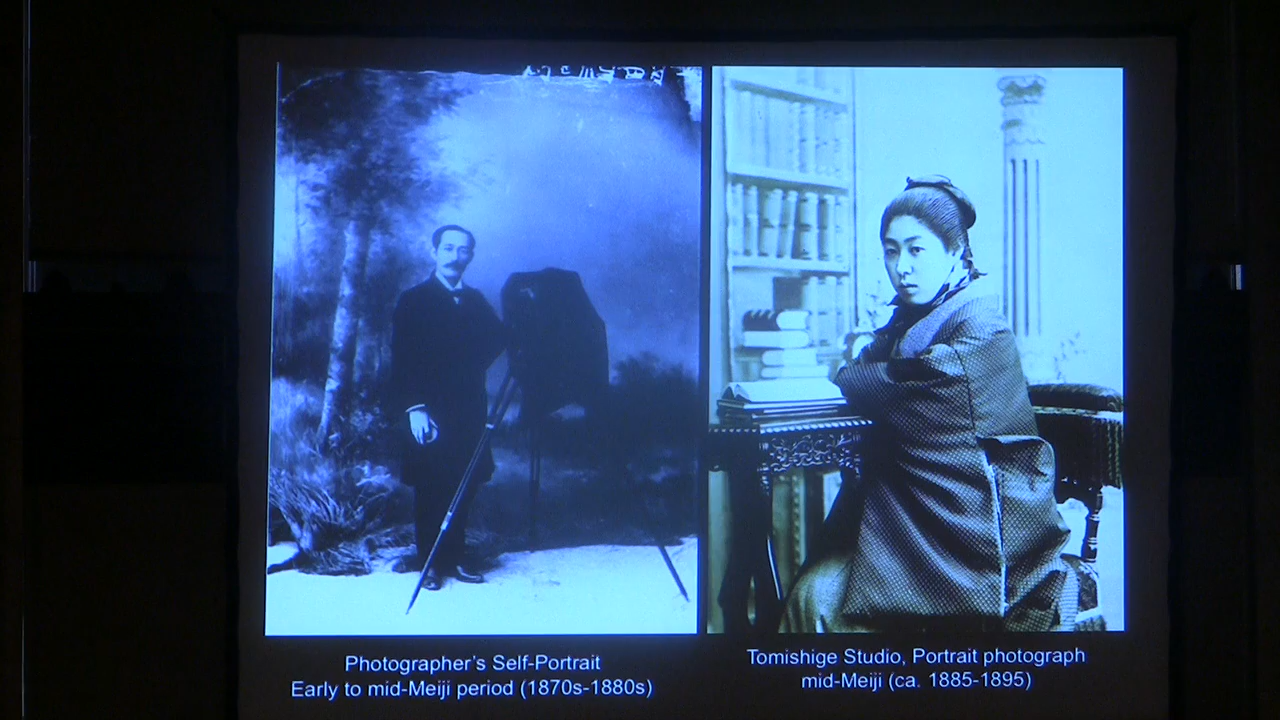 Photographer's Self-Portrait
Early to mid-Meiji period (1870s-1880s)
Tomishige Studio, Portrait photograph
mid-Meiji (ca. 1885-1895)